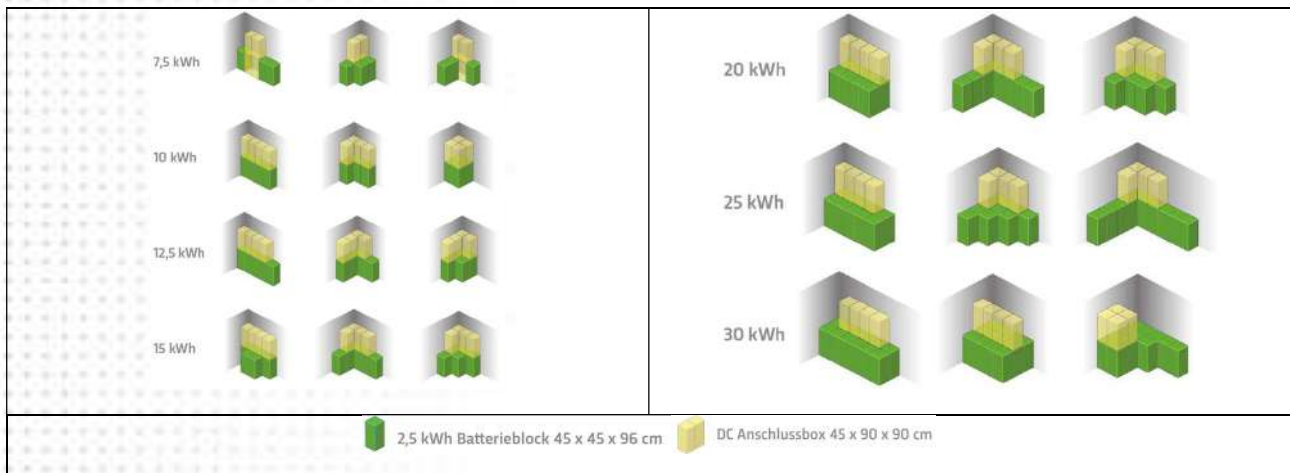 7,5 kWh
10 kWh
12,5 kWh
15 kWh
20 kWh
25 kWh
30 kWh
2,5 kWh Batterieblock 45 x 45 x 96 cm
DC Anschlussbox 45 x 90 x 90 cm